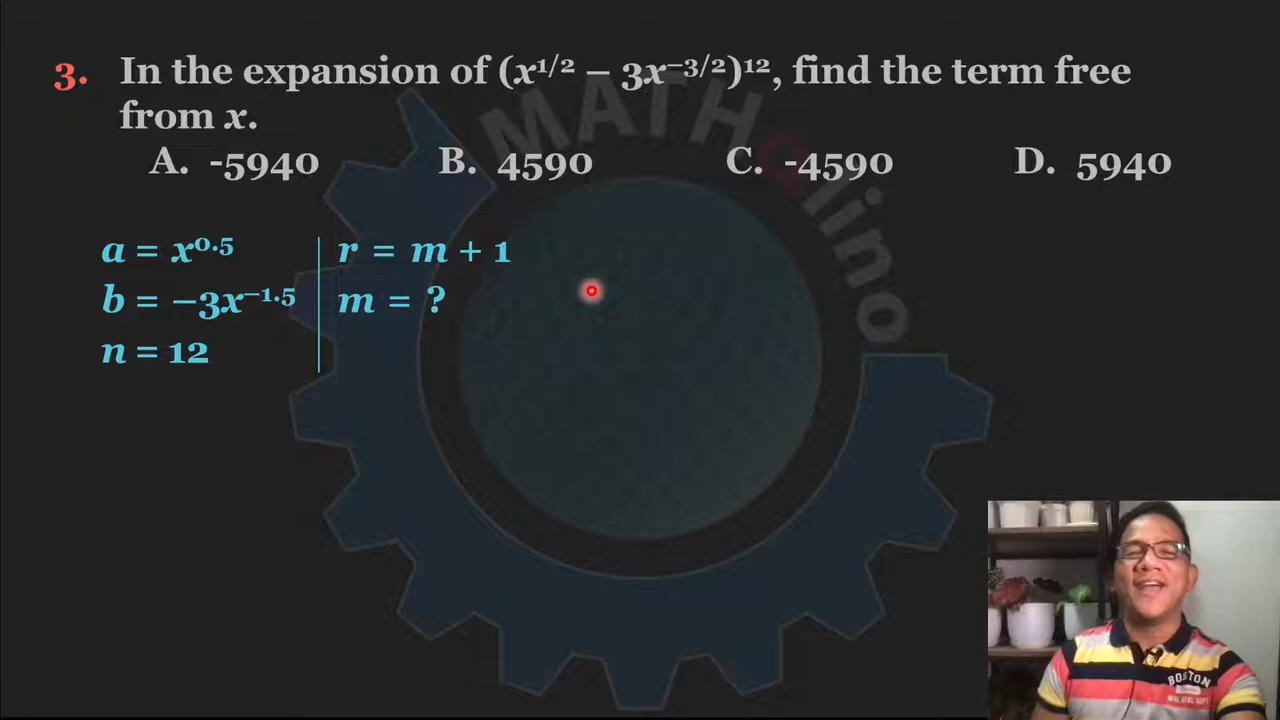 3. In the expansion of (x^1/2 − 3x^−3/2)^12, find the term free
from x.
A. -5940 B. 4590 C. -4590 D. 5940
MATHalino
a = x^0.5
b = −3x^−1.5
n = 12
r = m + 1
m = ?
BOSTON